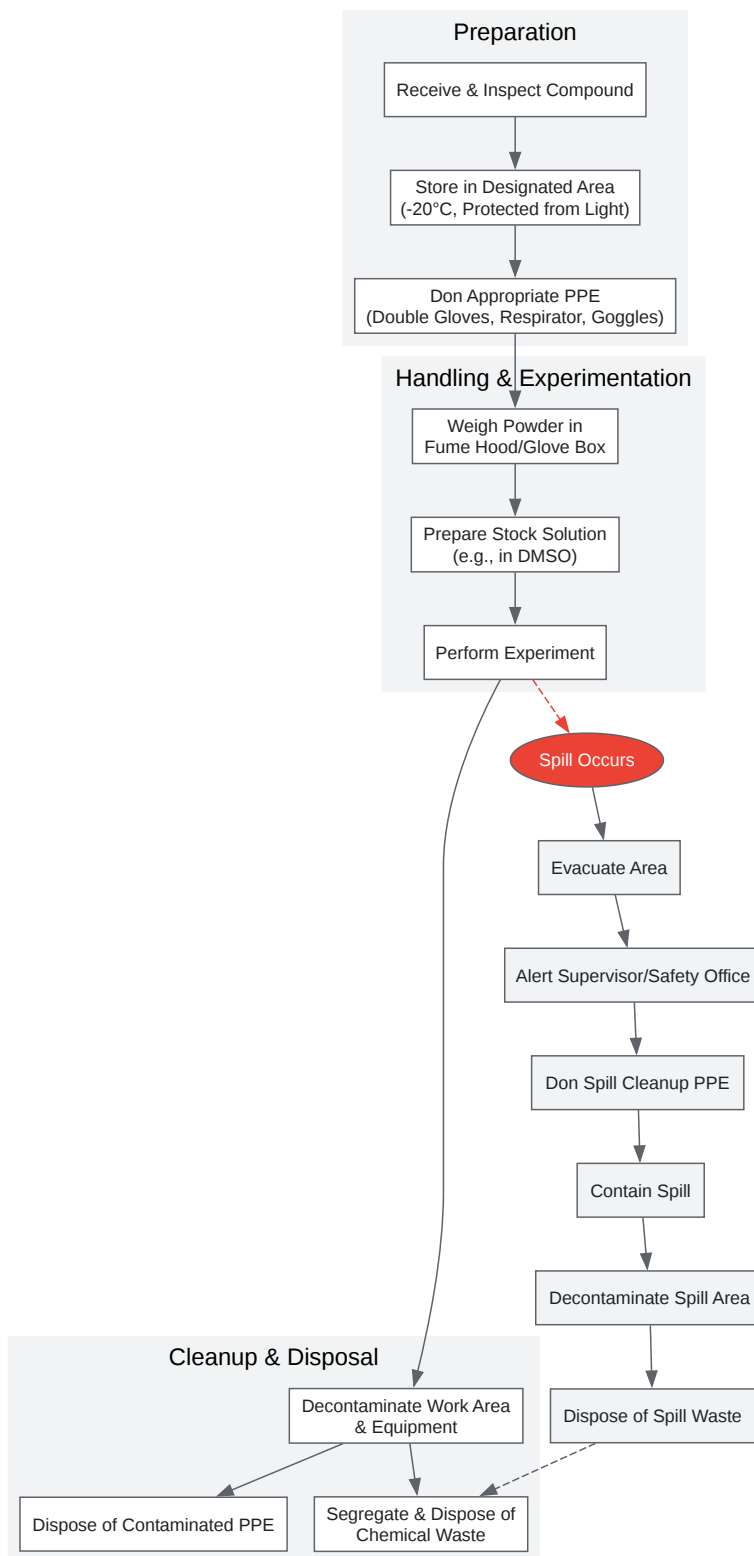 Preparation
Receive & Inspect Compound
Store in Designated Area
(-20°C, Protected from Light)
Don Appropriate PPE
(Double Gloves, Respirator, Goggles)
Handling & Experimentation
Weigh Powder in
Fume Hood/Glove Box
Prepare Stock Solution
(e.g., in DMSO)
Perform Experiment
Spill Occurs
Evacuate Area
Alert Supervisor/Safety Office
Don Spill Cleanup PPE
Contain Spill
Decontaminate Spill Area
Dispose of Spill Waste
Cleanup & Disposal
Decontaminate Work Area
& Equipment
Dispose of Contaminated PPE
Segregate & Dispose of
Chemical Waste